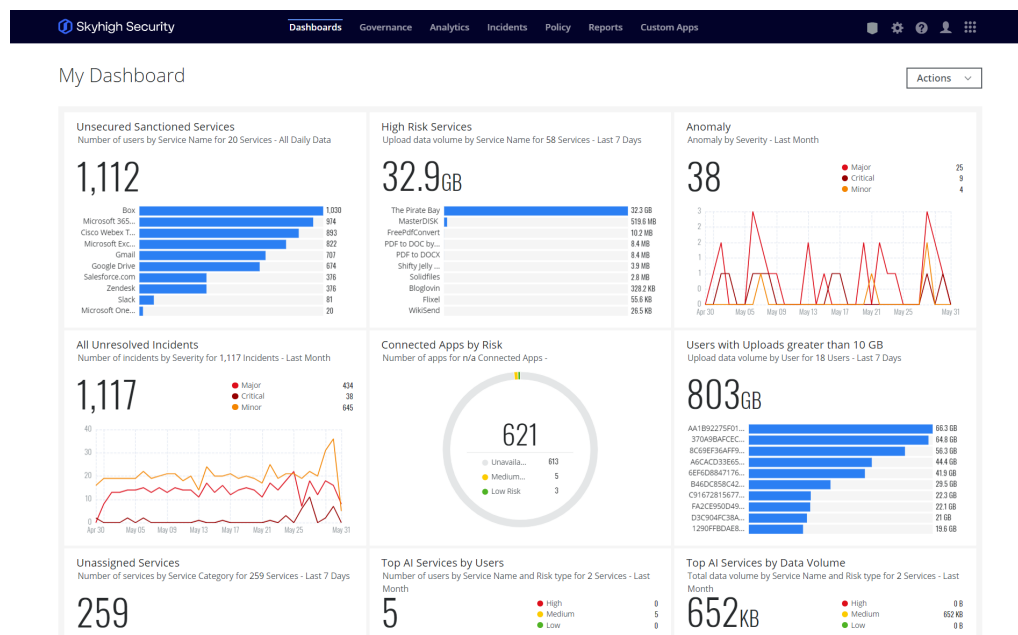 Skyhigh Security
Dashboards Governance Analytics Incidents Policy Reports Custom Apps
My Dashboard
Actions
Unsecured Sanctioned Services
Number of users by Service Name for 20 Services - All Daily Data
1,112
Box 1,030
Microsoft 365... 974
Cisco Webex T... 893
Microsoft Exc... 822
Gmail 707
Google Drive 674
Salesforce.com 376
Zendesk 376
Slack 81
Microsoft One... 20
High Risk Services
Upload data volume by Service Name for 58 Services - Last 7 Days
32.9GB
The Pirate Bay 32.3 GB
MasterDISK 519.6 MB
FreePdfConvert 10.2 MB
PDF to DOC by... 8.4 MB
PDF to DOCX 8.4 MB
Shifty Jelly ... 3.9 MB
Solidfiles 2.8 MB
Bloglovin 328.2 KB
Flixel 55.6 KB
WikiSend 26.5 KB
Anomaly
Anomaly by Severity - Last Month
38
Major 25
Critical 9
Minor 4
3
2
2
1
1
0
0
Apr 30 May 05 May 09 May 13 May 17 May 21 May 25 May 31
All Unresolved Incidents
Number of incidents by Severity for 1,117 Incidents - Last Month
1,117
Major 434
Critical 38
Minor 645
40
30
20
10
0
Apr 30 May 05 May 09 May 13 May 17 May 21 May 25 May 31
Connected Apps by Risk
Number of apps for n/a Connected Apps -
621
Unavaila... 613
Medium... 5
Low Risk 3
Users with Uploads greater than 10 GB
Upload data volume by User for 18 Users - Last 7 Days
803GB
AA1B92275F01... 66.3 GB
370A9BAFCEC... 64.8 GB
8C69EF36AFF9... 56.3 GB
A6CACD33E65... 44.4 GB
6EF6D8847176... 41.9 GB
B46DC858C42... 29.5 GB
C91672815677... 22.3 GB
FA2CE950D49... 22.1 GB
D3C904FC38A... 21 GB
1290FFBDAE8... 19.6 GB
Unassigned Services
Number of services by Service Category for 259 Services - Last 7 Days
259
Top AI Services by Users
Number of users by Service Name and Risk type for 2 Services - Last
Month
5
High 0
Medium 5
Low 0
Top AI Services by Data Volume
Total data volume by Service Name and Risk type for 2 Services - Last
Month
652KB
High 0 B
Medium 652 KB
Low 0 B